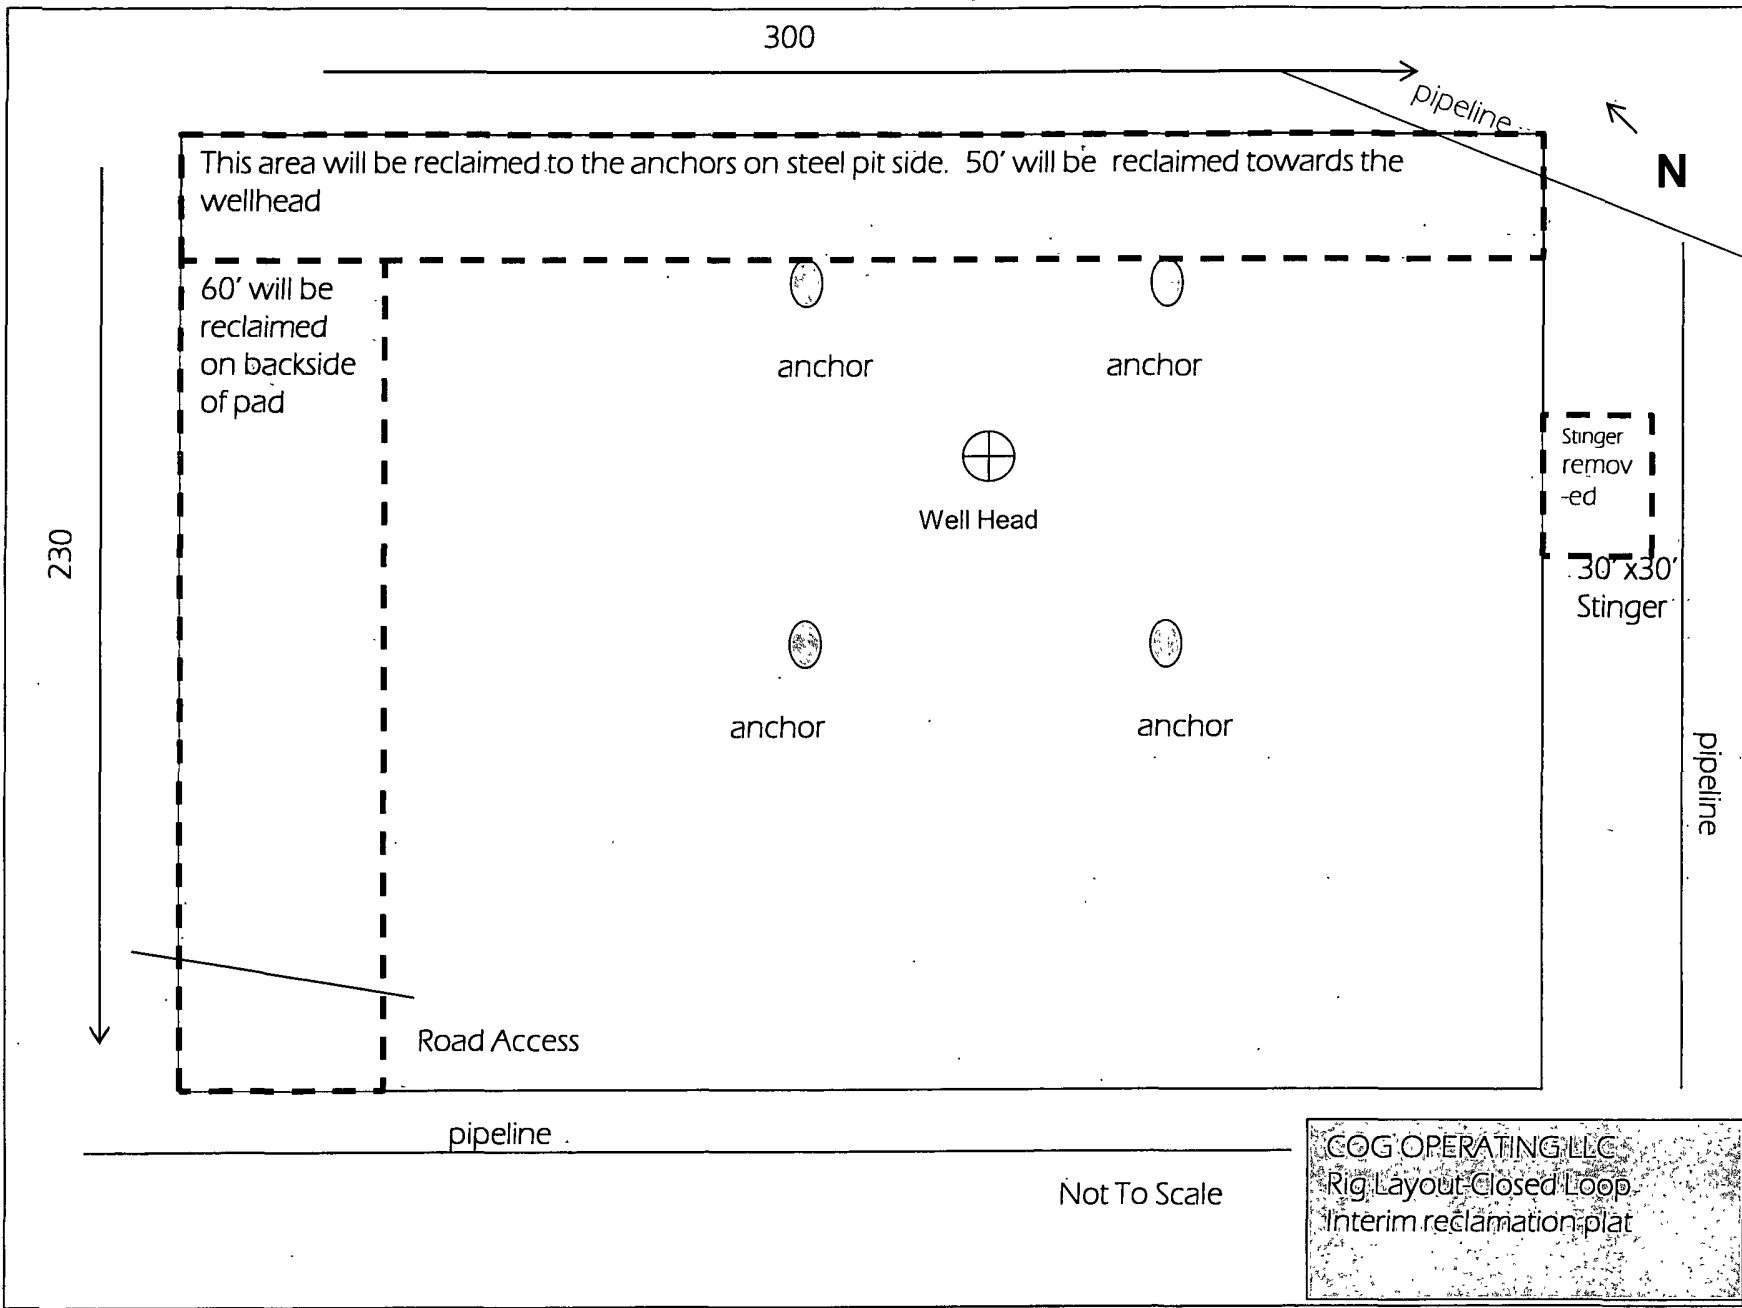 300
pipeline
N
This area will be reclaimed to the anchors on steel pit side. 50' will be reclaimed towards the
wellhead
60' will be
reclaimed
on backside
of pad
anchor
anchor
Stinger
remov
-ed
Well Head
230
30' x30'
Stinger
anchor
anchor
pipeline
Road Access
pipeline
Not To Scale
COG OPERATING LLC
Rig Layout-Closed Loop
Interim reclamation plat